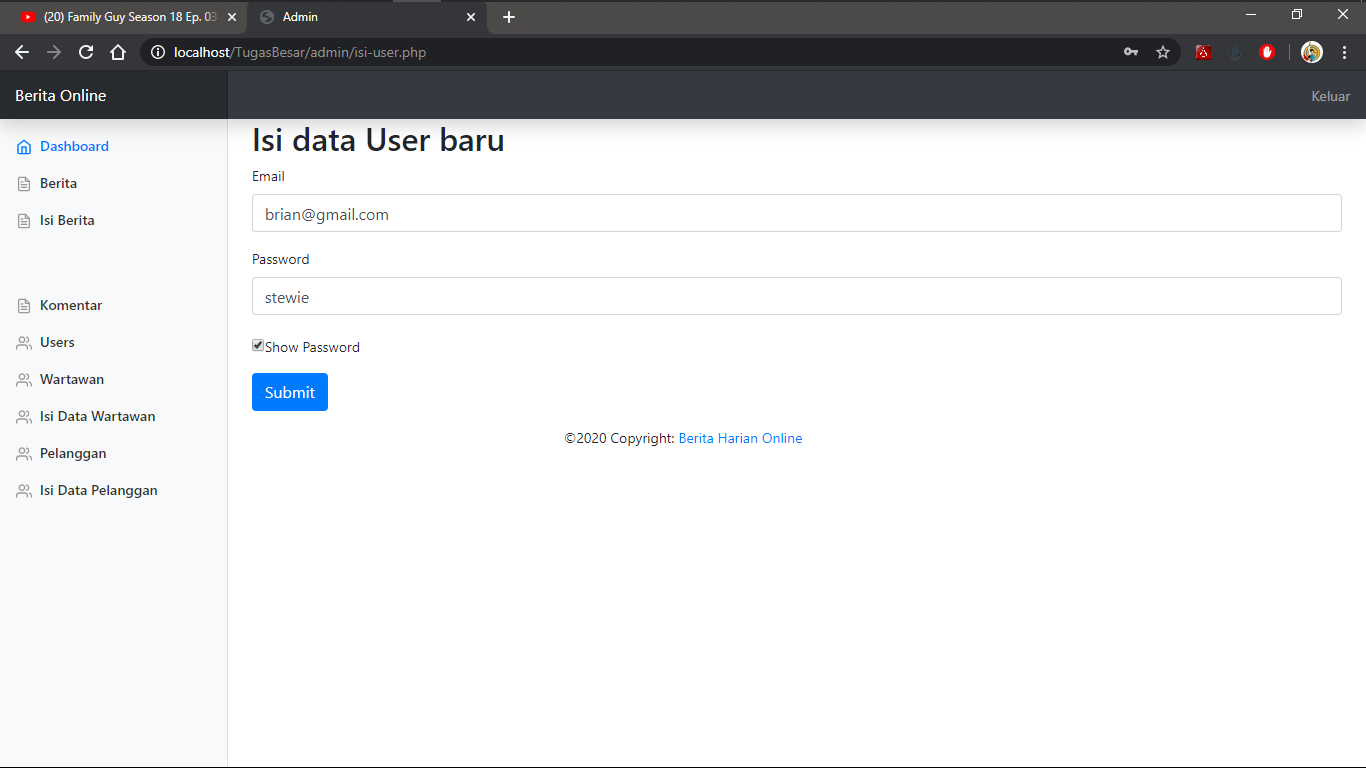 (20) Family Guy Season 18 Ep. 03
Admin
localhost/TugasBesar/admin/isi-user.php
Berita Online
Keluar
Dashboard
Berita
Isi Berita
Komentar
Users
Wartawan
Isi Data Wartawan
Pelanggan
Isi Data Pelanggan
Isi data User baru
Email
brian@gmail.com
Password
stewie
Show Password
Submit
©2020 Copyright: Berita Harian Online